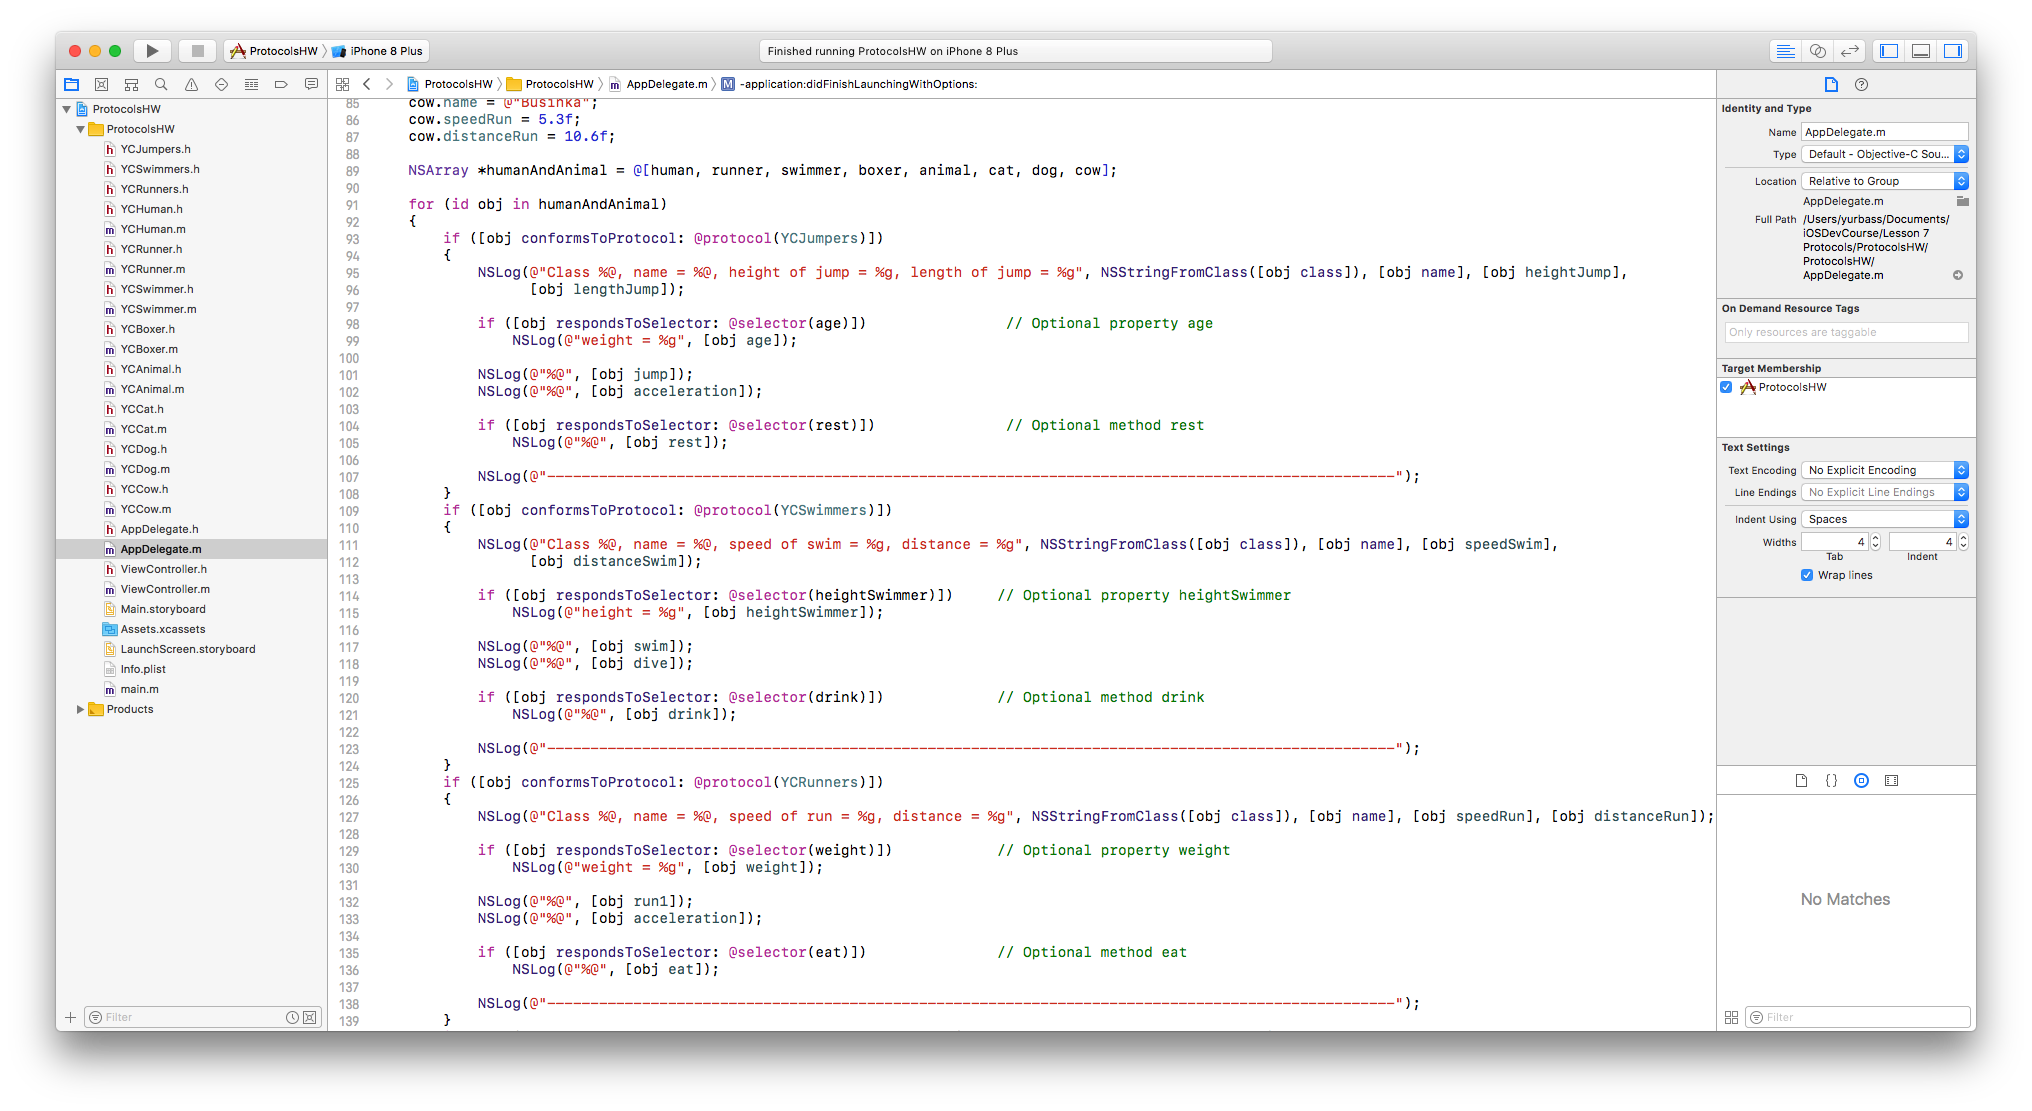 ProtocolsHW
iPhone 8 Plus
Finished running ProtocolsHW on iPhone 8 Plus
ProtocolsHW
ProtocolsHW
AppDelegate.m
M
-application:didFinishLaunchingWithOptions:
ProtocolsHW
ProtocolsHW
YCJumpers.h
YCSwimmers.h
YCRunners.h
YCHuman.h
YCHuman.m
YCRunner.h
YCRunner.m
YCSwimmer.h
YCSwimmer.m
YCBoxer.h
YCBoxer.m
YCAnimal.h
YCAnimal.m
YCCat.h
YCCat.m
YCDog.h
YCDog.m
YCCow.h
YCCow.m
AppDelegate.h
AppDelegate.m
ViewController.h
ViewController.m
Main.storyboard
Assets.xcassets
LaunchScreen.storyboard
Info.plist
main.m
Products
Filter
85 cow.name = @"Businka";
86 cow.speedRun = 5.3f;
87 cow.distanceRun = 10.6f;
88
89 NSArray *humanAndAnimal = @[human, runner, swimmer, boxer, animal, cat, dog, cow];
90
91 for (id obj in humanAndAnimal)
92 {
93 if ([obj conformsToProtocol: @protocol(YCJumpers)])
94 {
95 NSLog(@"Class %@, name = %@, height of jump = %g, length of jump = %g", NSStringFromClass([obj class]), [obj name], [obj heightJump],
96 [obj lengthJump]);
97
98 if ([obj respondsToSelector: @selector(age)]) // Optional property age
99 NSLog(@"weight = %g", [obj age]);
100
101 NSLog(@"%@", [obj jump]);
102 NSLog(@"%@", [obj acceleration]);
103
104 if ([obj respondsToSelector: @selector(rest)]) // Optional method rest
105 NSLog(@"%@", [obj rest]);
106
107 NSLog(@"--------------------------------------------------------------------------------------------------");
108 }
109 if ([obj conformsToProtocol: @protocol(YCSwimmers)])
110 {
111 NSLog(@"Class %@, name = %@, speed of swim = %g, distance = %g", NSStringFromClass([obj class]), [obj name], [obj speedSwim],
112 [obj distanceSwim]);
113
114 if ([obj respondsToSelector: @selector(heightSwimmer)]) // Optional property heightSwimmer
115 NSLog(@"height = %g", [obj heightSwimmer]);
116
117 NSLog(@"%@", [obj swim]);
118 NSLog(@"%@", [obj dive]);
119
120 if ([obj respondsToSelector: @selector(drink)]) // Optional method drink
121 NSLog(@"%@", [obj drink]);
122
123 NSLog(@"--------------------------------------------------------------------------------------------------");
124 }
125 if ([obj conformsToProtocol: @protocol(YCRunners)])
126 {
127 NSLog(@"Class %@, name = %@, speed of run = %g, distance = %g", NSStringFromClass([obj class]), [obj name], [obj speedRun], [obj distanceRun]);
128
129 if ([obj respondsToSelector: @selector(weight)]) // Optional property weight
130 NSLog(@"weight = %g", [obj weight]);
131
132 NSLog(@"%@", [obj run1]);
133 NSLog(@"%@", [obj acceleration]);
134
135 if ([obj respondsToSelector: @selector(eat)]) // Optional method eat
136 NSLog(@"%@", [obj eat]);
137
138 NSLog(@"--------------------------------------------------------------------------------------------------");
139 }
Identity and Type
Name AppDelegate.m
Type Default - Objective-C Sou...
Location Relative to Group
AppDelegate.m
Full Path /Users/yurbass/Documents/
iOSDevCourse/Lesson 7
Protocols/ProtocolsHW/
ProtocolsHW/
AppDelegate.m
On Demand Resource Tags
Only resources are taggable
Target Membership
ProtocolsHW
Text Settings
Text Encoding No Explicit Encoding
Line Endings No Explicit Line Endings
Indent Using Spaces
Widths 4 4
Tab Indent
Wrap lines
No Matches
Filter